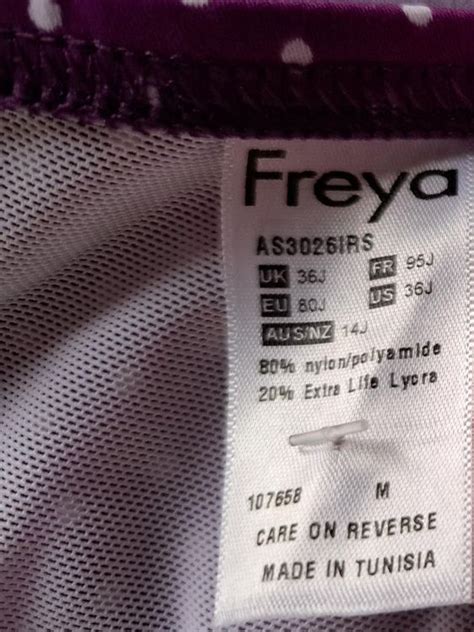 Freya
AS3026IRS
UK 36J FR 95J
EU 80J US 36J
AUS/NZ 14J
80% nylon/polyamide
20% Extra Life Lycra
107658 M
CARE ON REVERSE
MADE IN TUNISIA